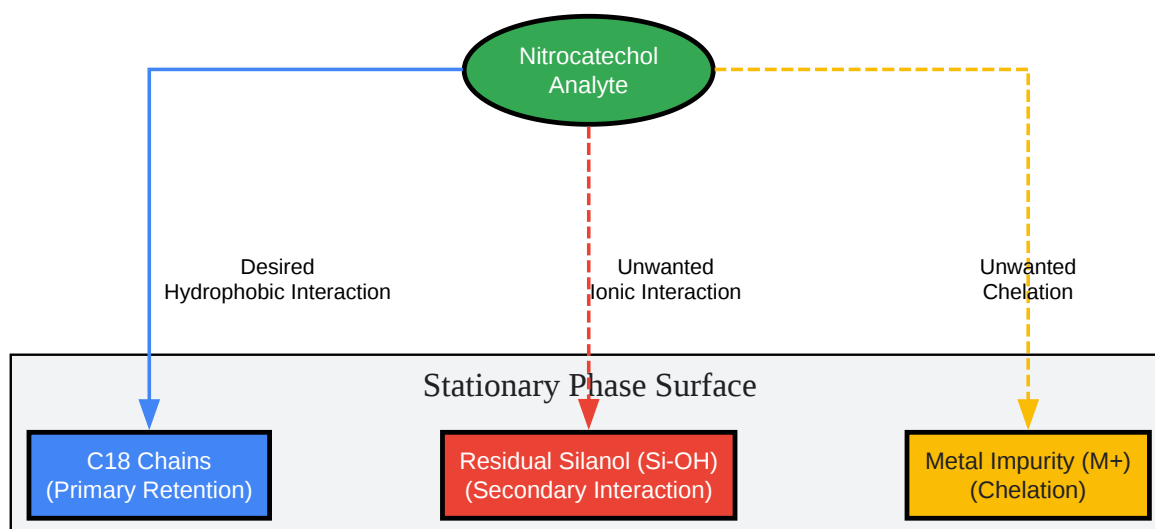 Nitrocatechol
Analyte
Desired
Hydrophobic Interaction
Unwanted
Ionic Interaction
Unwanted
Chelation
Stationary Phase Surface
C18 Chains
(Primary Retention)
Residual Silanol (Si-OH)
(Secondary Interaction)
Metal Impurity (M+)
(Chelation)